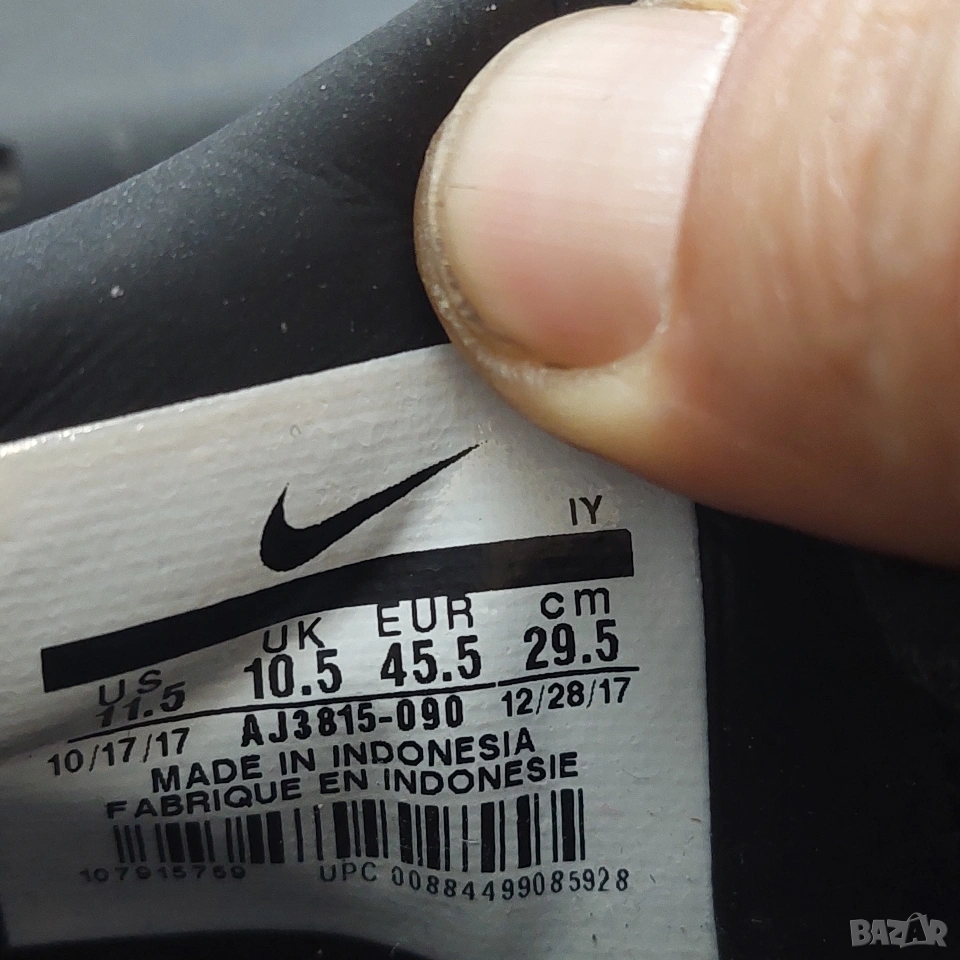 IY
US UK EUR cm
11.5 10.5 45.5 29.5
10/17/17 AJ3815-090 12/28/17
MADE IN INDONESIA
FABRIQUE EN INDONESIE
107915769 UPC 00884499085928
BAZAR